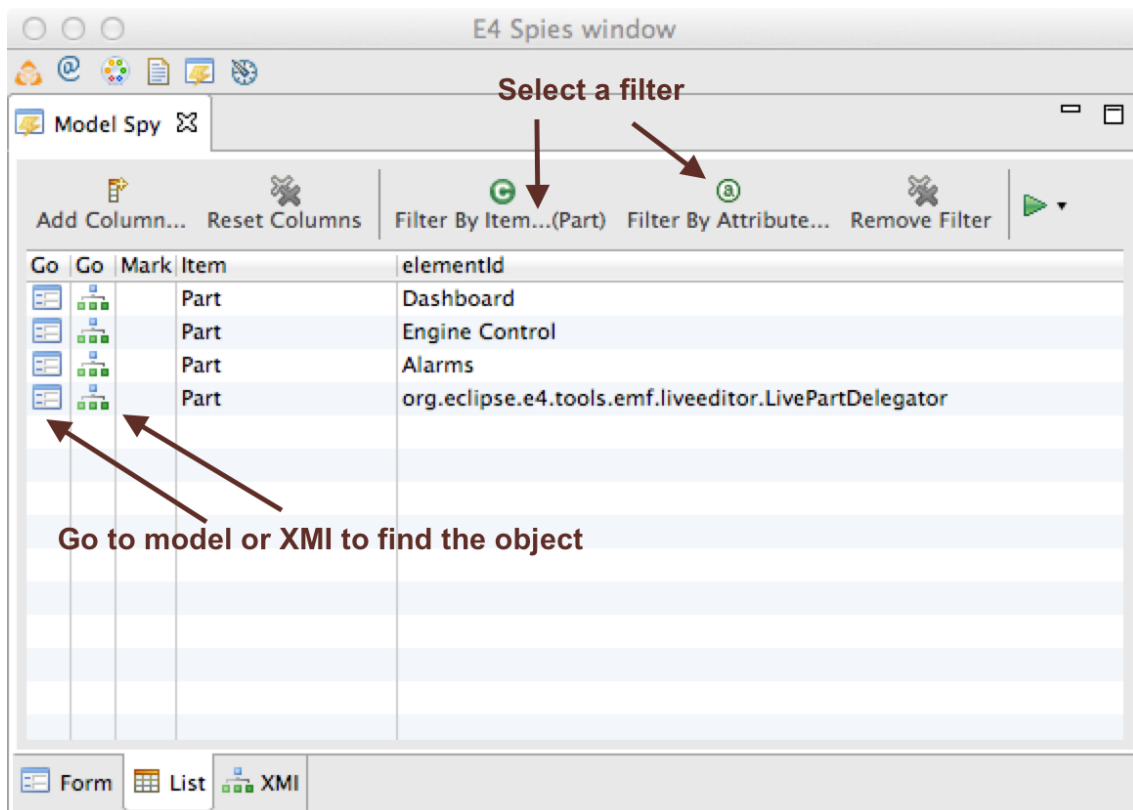 E4 Spies window
Select a filter
Model Spy
Add Column... Reset Columns Filter By Item...(Part) Filter By Attribute... Remove Filter
Go Go Mark Item elementId
Part Dashboard
Part Engine Control
Part Alarms
Part org.eclipse.e4.tools.emf.liveeditor.LivePartDelegator
Go to model or XMI to find the object
Form List XMI